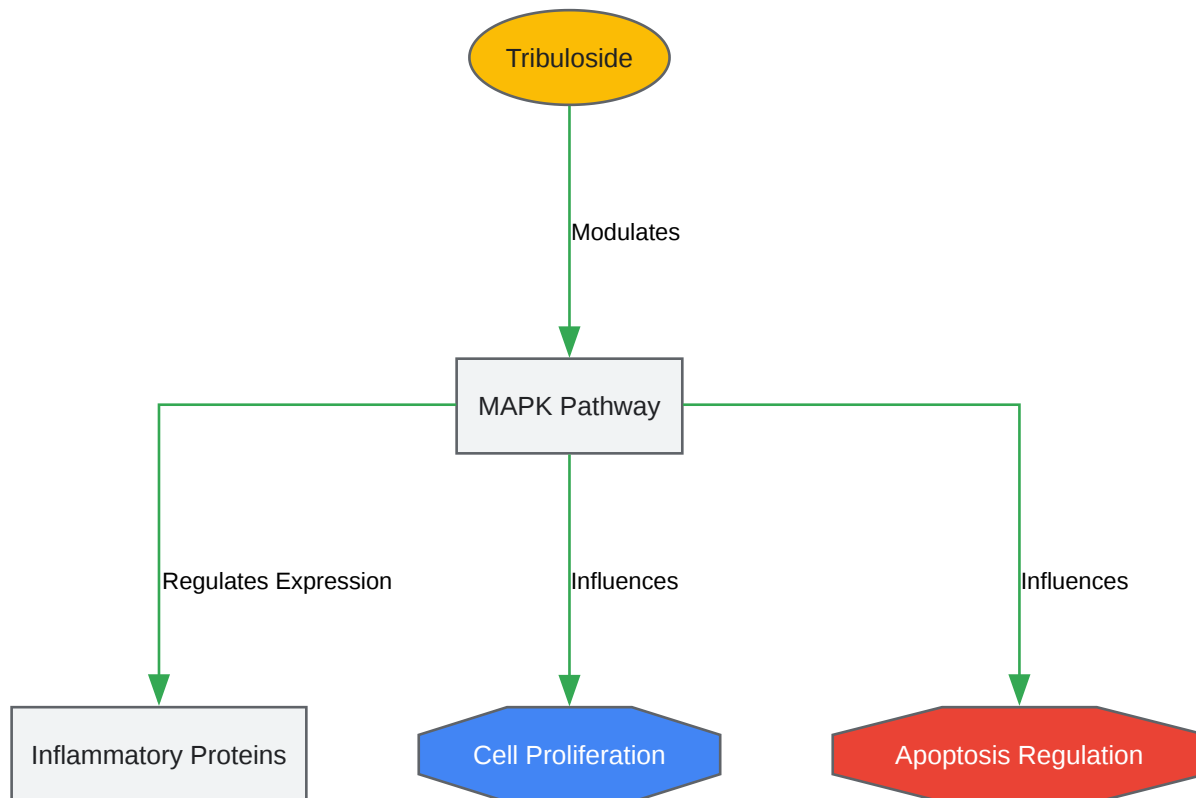 Tribuloside
Modulates
MAPK Pathway
Regulates Expression
Influences
Influences
Inflammatory Proteins
Cell Proliferation
Apoptosis Regulation